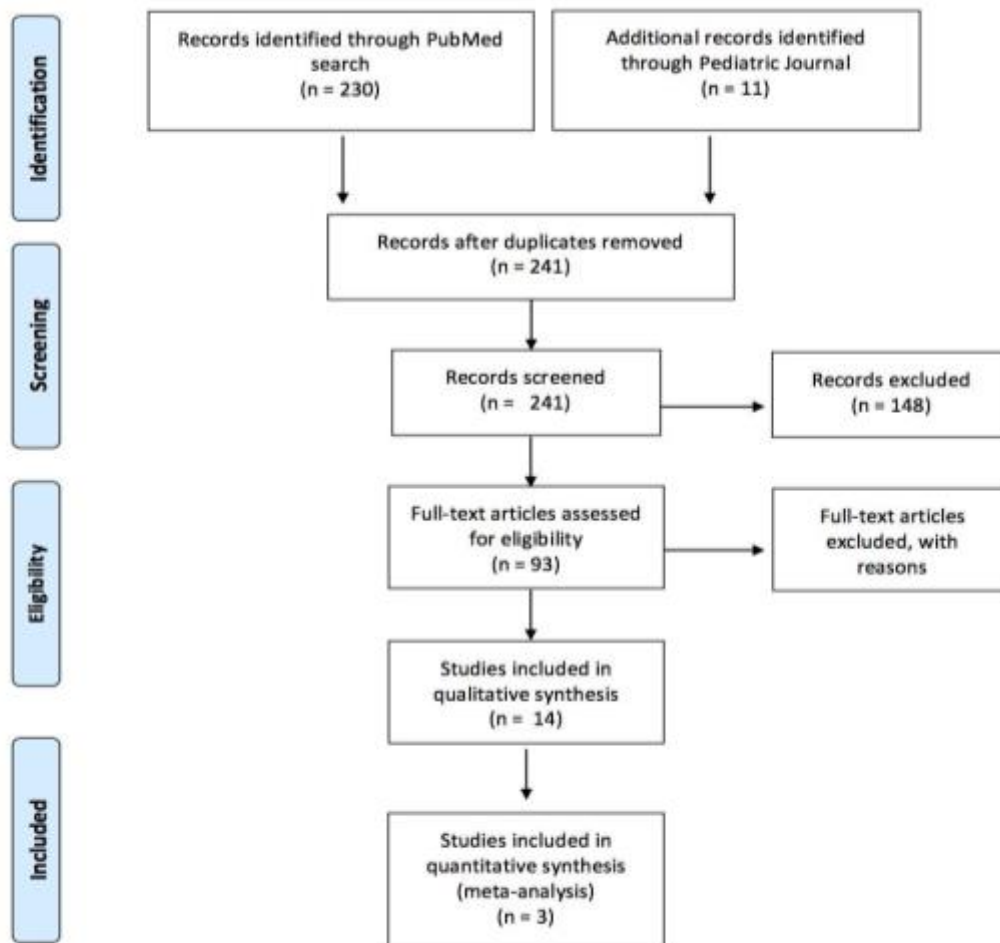 Identification
Records identified through PubMed
search
(n = 230)
Additional records identified
through Pediatric Journal
(n = 11)
Records after duplicates removed
(n = 241)
Screening
Records screened
(n = 241)
Records excluded
(n = 148)
Eligibility
Full-text articles assessed
for eligibility
(n = 93)
Full-text articles
excluded, with
reasons
Studies included in
qualitative synthesis
(n = 14)
Included
Studies included in
quantitative synthesis
(meta-analysis)
(n = 3)